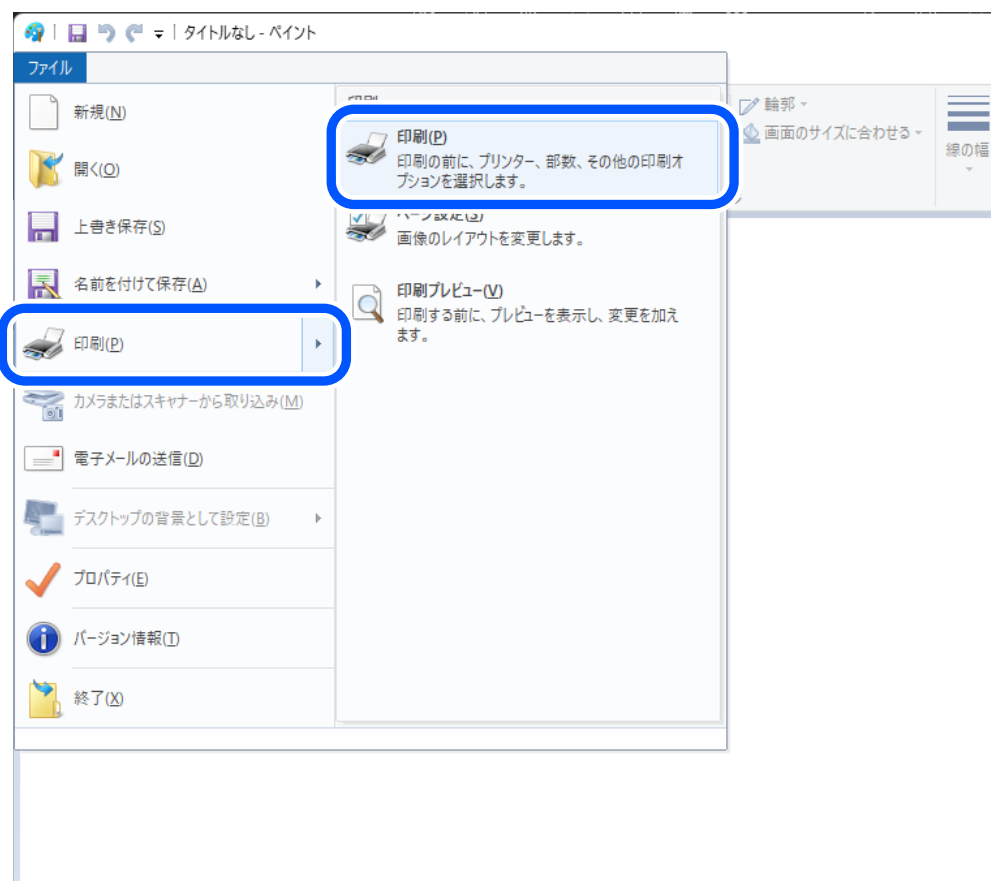 タイトルなし - ペイント
ファイル
新規(N)
開く(O)
上書き保存(S)
名前を付けて保存(A)
印刷(P)
カメラまたはスキャナーから取り込み(M)
電子メールの送信(D)
デスクトップの背景として設定(B)
プロパティ(E)
バージョン情報(T)
終了(X)
印刷
印刷(P)
印刷の前に、プリンター、部数、その他の印刷オ
プションを選択します。
ページ設定(S)
画像のレイアウトを変更します。
印刷プレビュー(V)
印刷する前に、プレビューを表示し、変更を加え
ます。
輪郭
画面のサイズに合わせる
線の幅